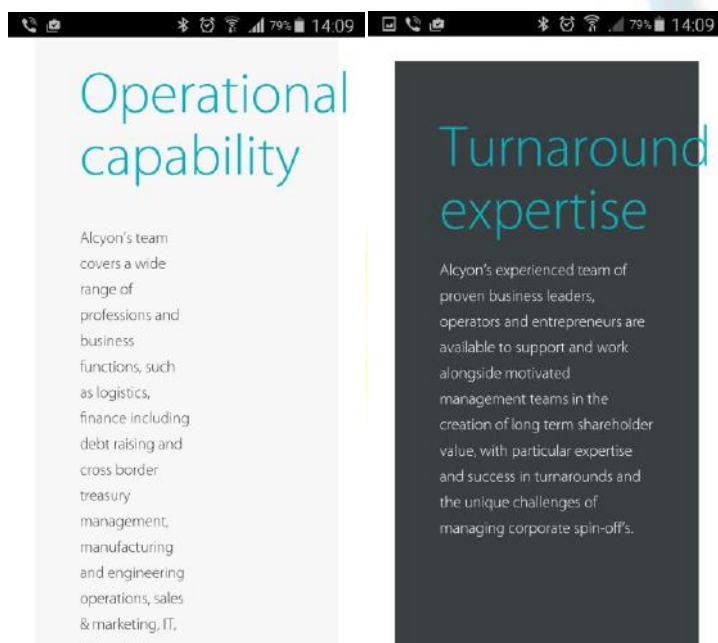 79% 14:09
Operational
capability
Alcyon's team
covers a wide
range of
professions and
business
functions, such
as logistics,
finance including
debt raising and
cross border
treasury
management,
manufacturing
and engineering
operations, sales
& marketing, IT,
79% 14:09
Turnaround
expertise
Alcyon's experienced team of
proven business leaders,
operators and entrepreneurs are
available to support and work
alongside motivated
management teams in the
creation of long term shareholder
value, with particular expertise
and success in turnarounds and
the unique challenges of
managing corporate spin-off's.